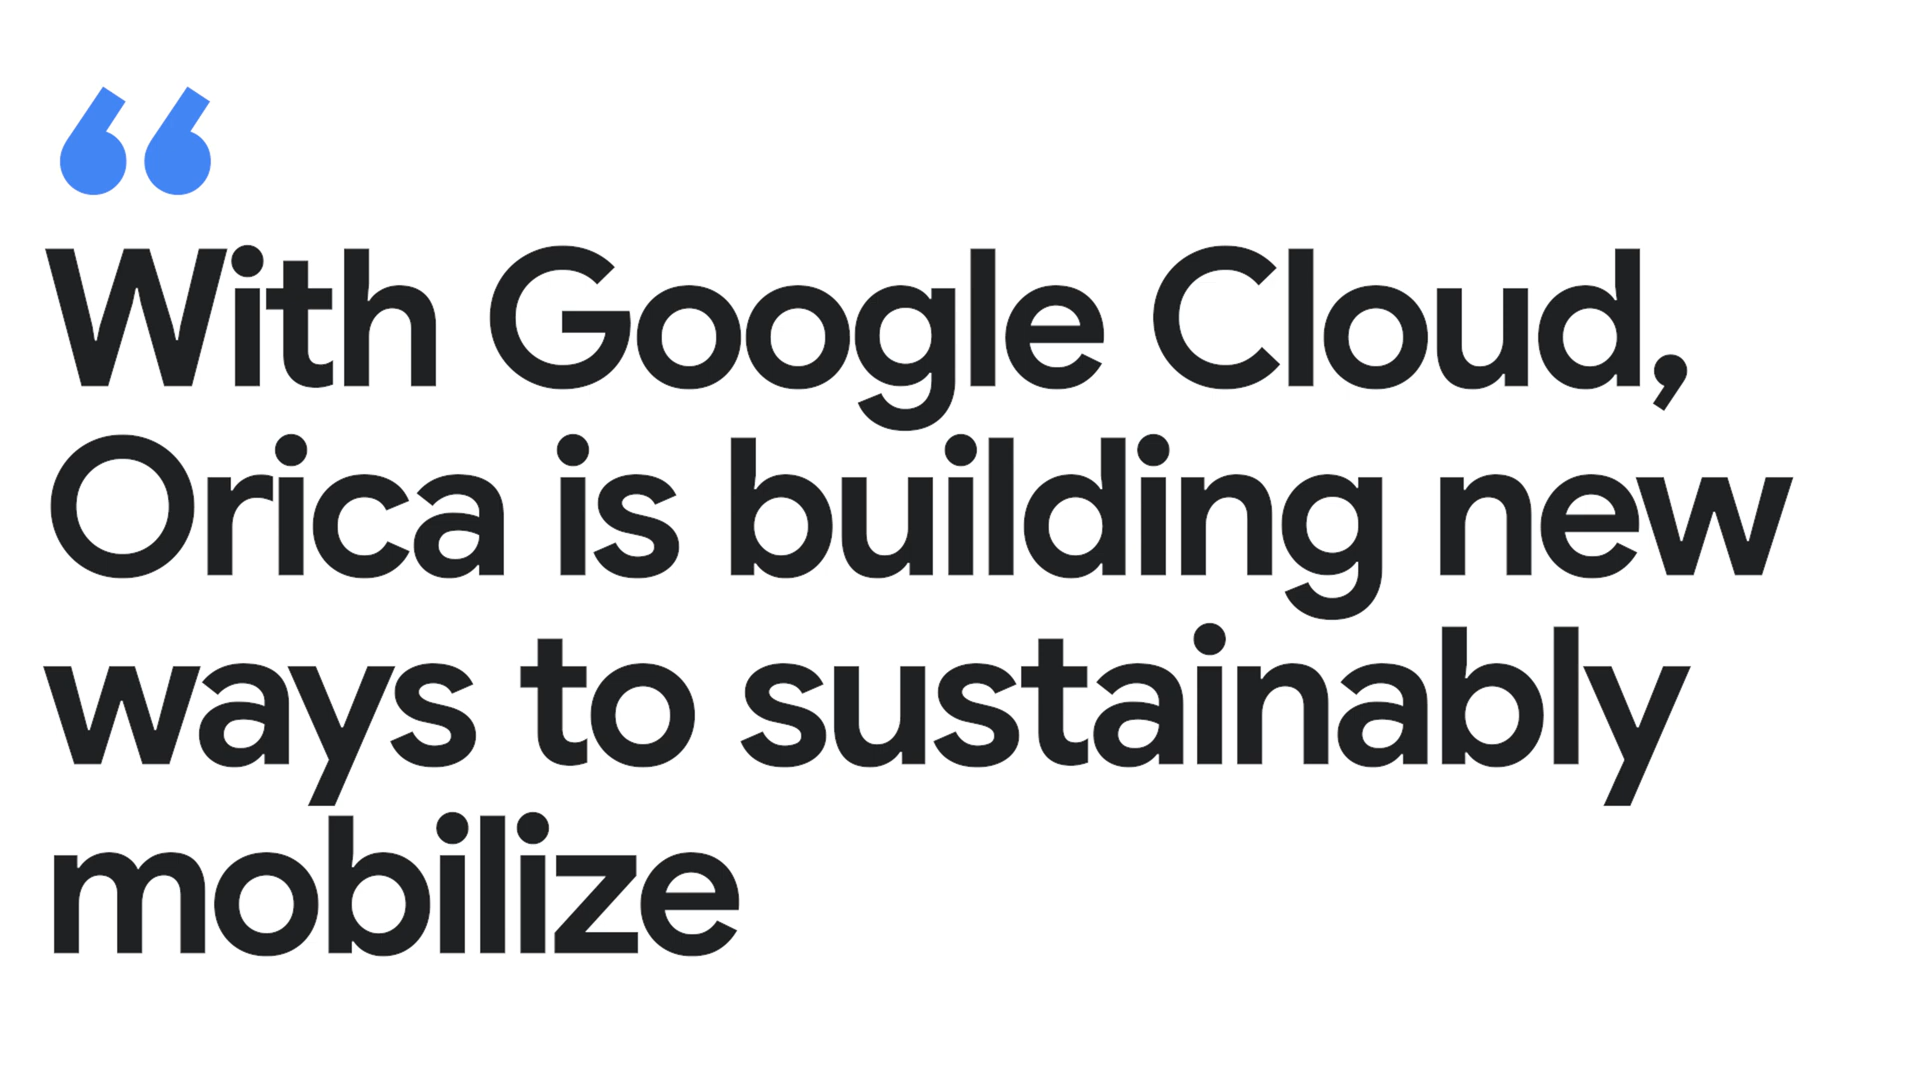 “
With Google Cloud,
Orica is building new
ways to sustainably
mobilize